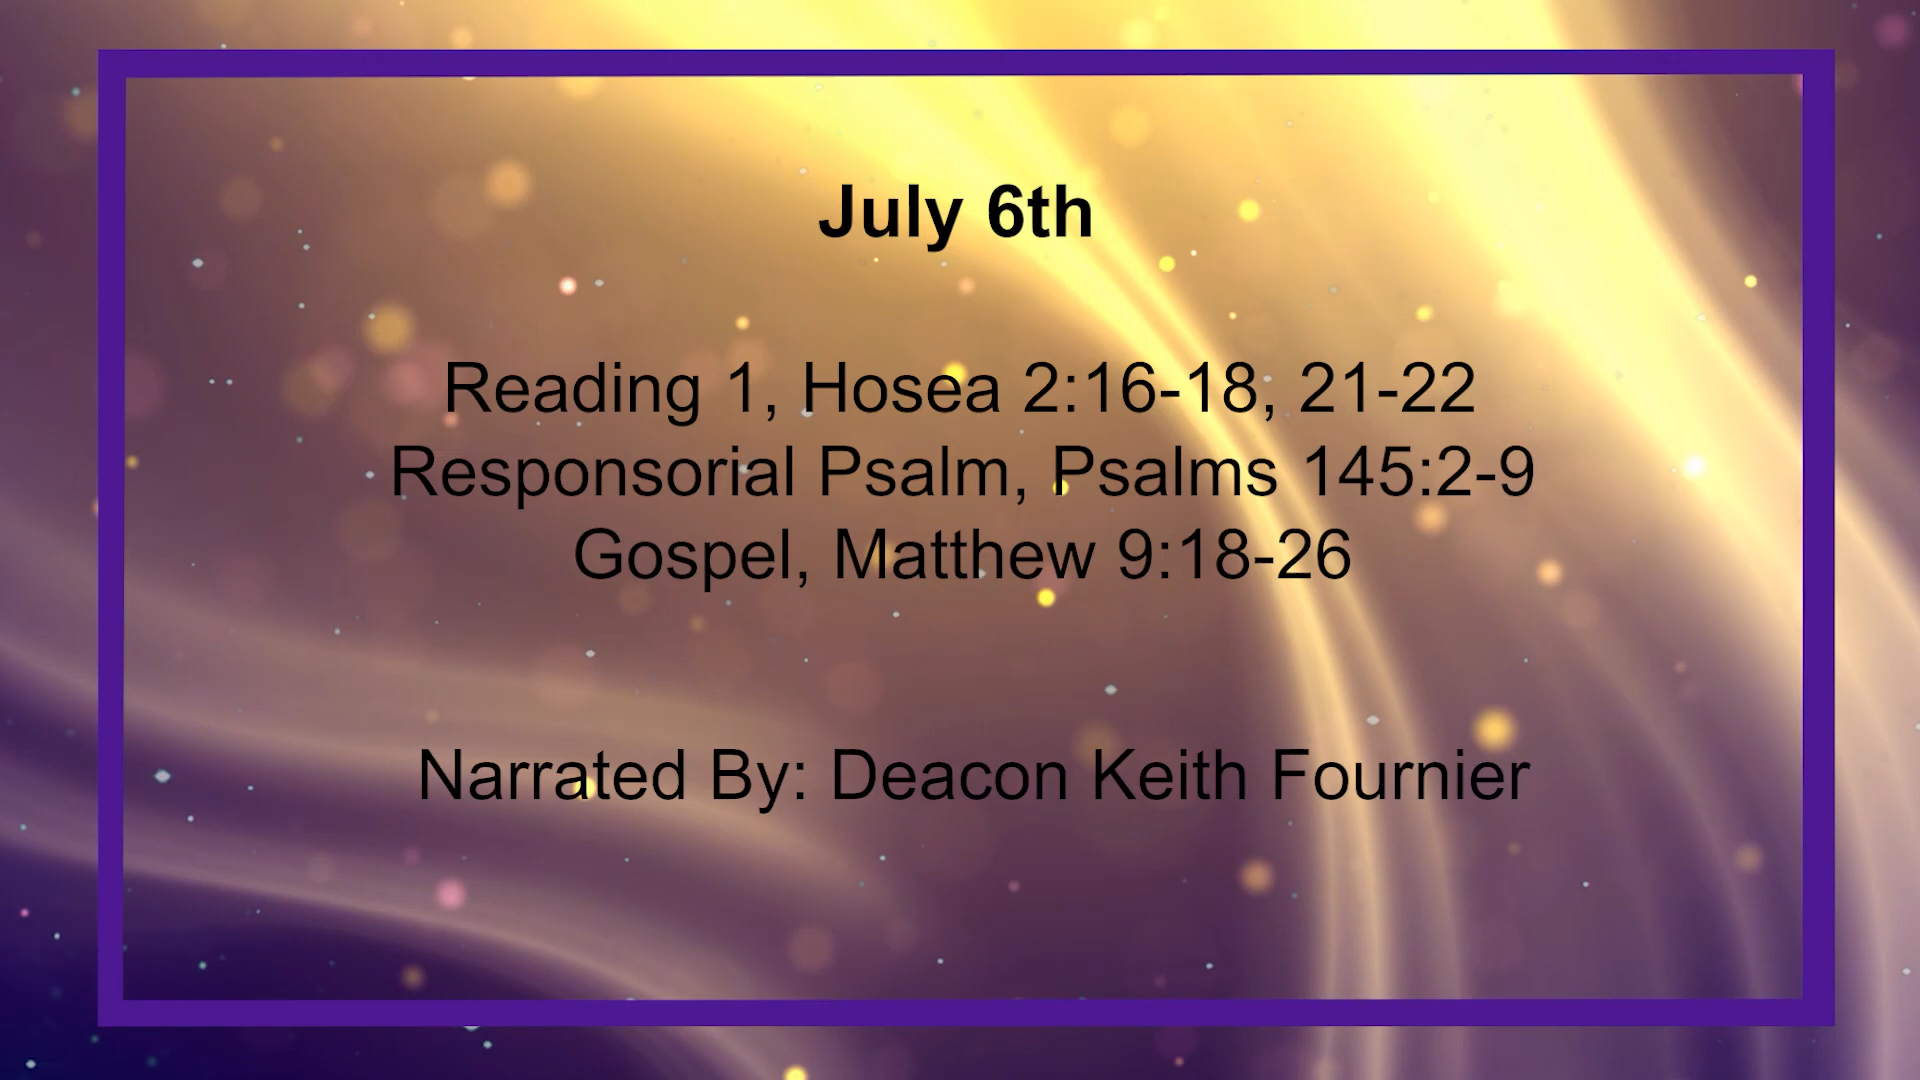 July 6th
Reading 1, Hosea 2:16-18, 21-22
Responsorial Psalm, Psalms 145:2-9
Gospel, Matthew 9:18-26
Narrated By: Deacon Keith Fournier